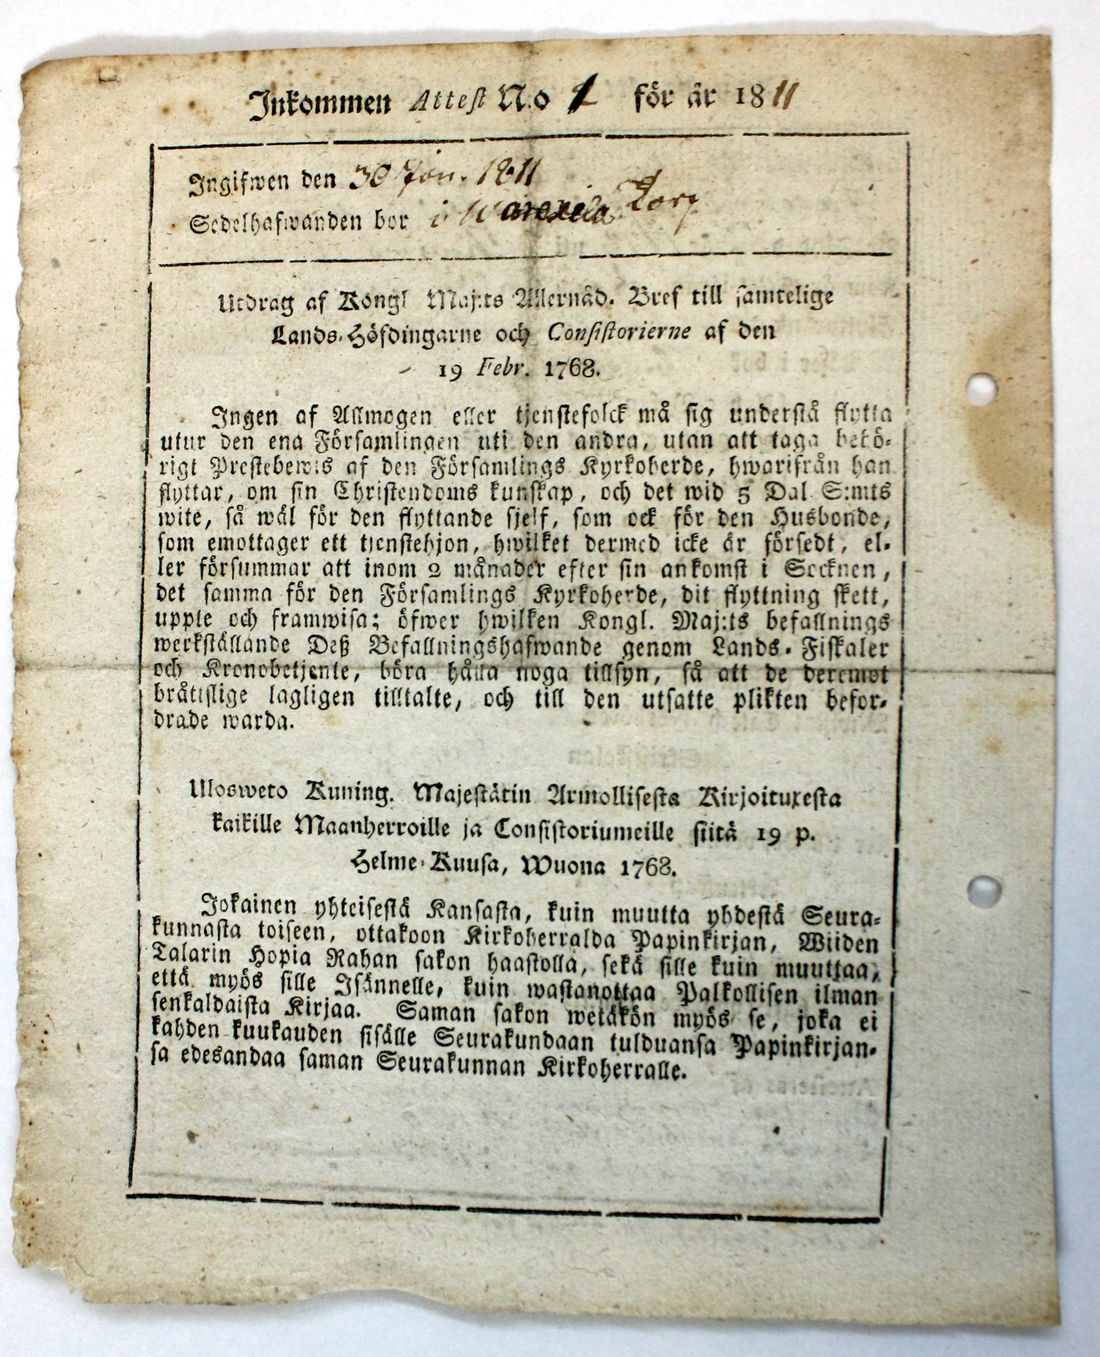 Inkommen Attest N:o 1 för år 1811
Ingifwen den 30 Jan. 1811
Sedelhafwanden bor i Torp
Utdrag af Kongl Maj:ts Allernåd. Bref till samtelige
Lands-Höfdingarne och Consistorierne af den
19 Febr. 1768.
Ingen af Allmogen eller tjenstefolck må sig understå flytta
utur den ena Församlingen uti den andra, utan att taga behö-
rigt Prestebewis af den Församlings Kyrkoherde, hwarifrån han
flyttar, om sin Christendoms kunskap, och det wid 5 Dal S:mts
wite, så wäl för den flyttande sjelf, som ock för den Husbonde,
som emottager ett tjenstehjon, hwilket dermed icke är försedt, el-
ler försummar att inom 2 månader efter sin ankomst i Socknen,
det samma för den Församlings Kyrkoherde, dit flyttning skett,
uppte och framwisa; öfwer hwilken Kongl. Maj:ts befallnings
werkställande Deß Befallningshafwande genom Lands-Fiskaler
och Kronobetjente, böra hålla noga tillsyn, så att de deremot
bråttslige lagligen tilltalte, och till den utsatte plikten befor-
drade warda.
Ulosweto Kuning. Majestätin Armollisesta Kirjoituxesta
kaikille Maanherroille ja Consistoriumeille siitä 19 p.
Helme-Kuusa, Wuona 1768.
Jokainen yhteisestä Kansasta, kuin muutta yhdestä Seura-
kunnasta toiseen, ottakoon Kirkoherralda Papinkirjan, Wiiden
Talarin Hopia Rahan sakon haastolla, sekä sille kuin muuttaa,
että myös sille Isännelle, kuin wastanottaa Palkollisen ilman
senkaldaista Kirjaa. Saman sakon wetäkön myös se, joka ei
kahden kuukauden sisälle Seurakundaan tulduansa Papinkirjan-
sa edesandaa saman Seurakunnan Kirkoherralle.